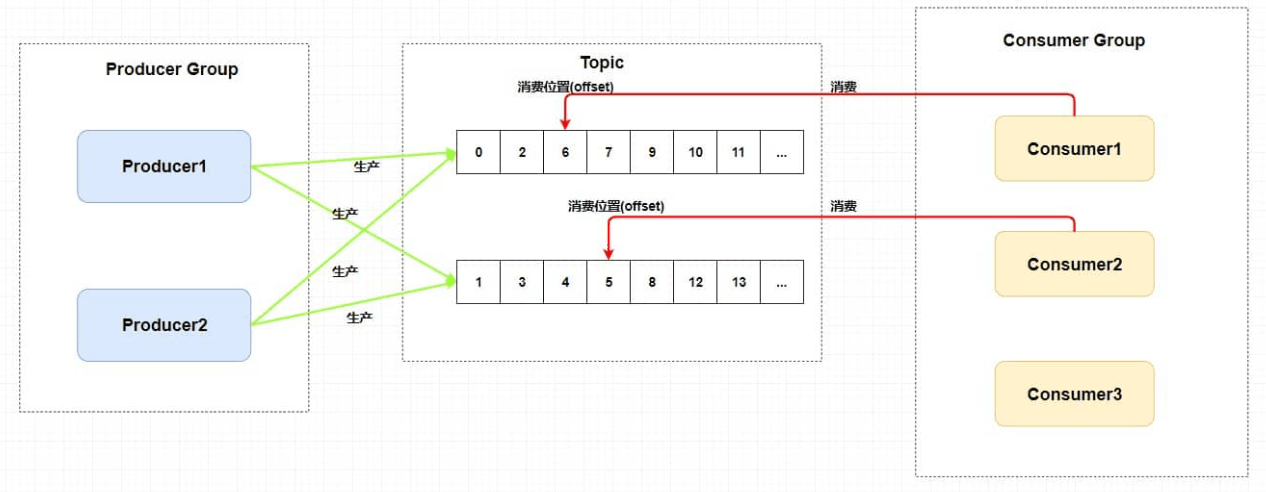 Producer Group
Producer1
Producer2
生产
生产
生产
生产
Topic
消费位置(offset)
0 2 6 7 9 10 11 ...
消费位置(offset)
1 3 4 5 8 12 13 ...
消费
消费
Consumer Group
Consumer1
Consumer2
Consumer3